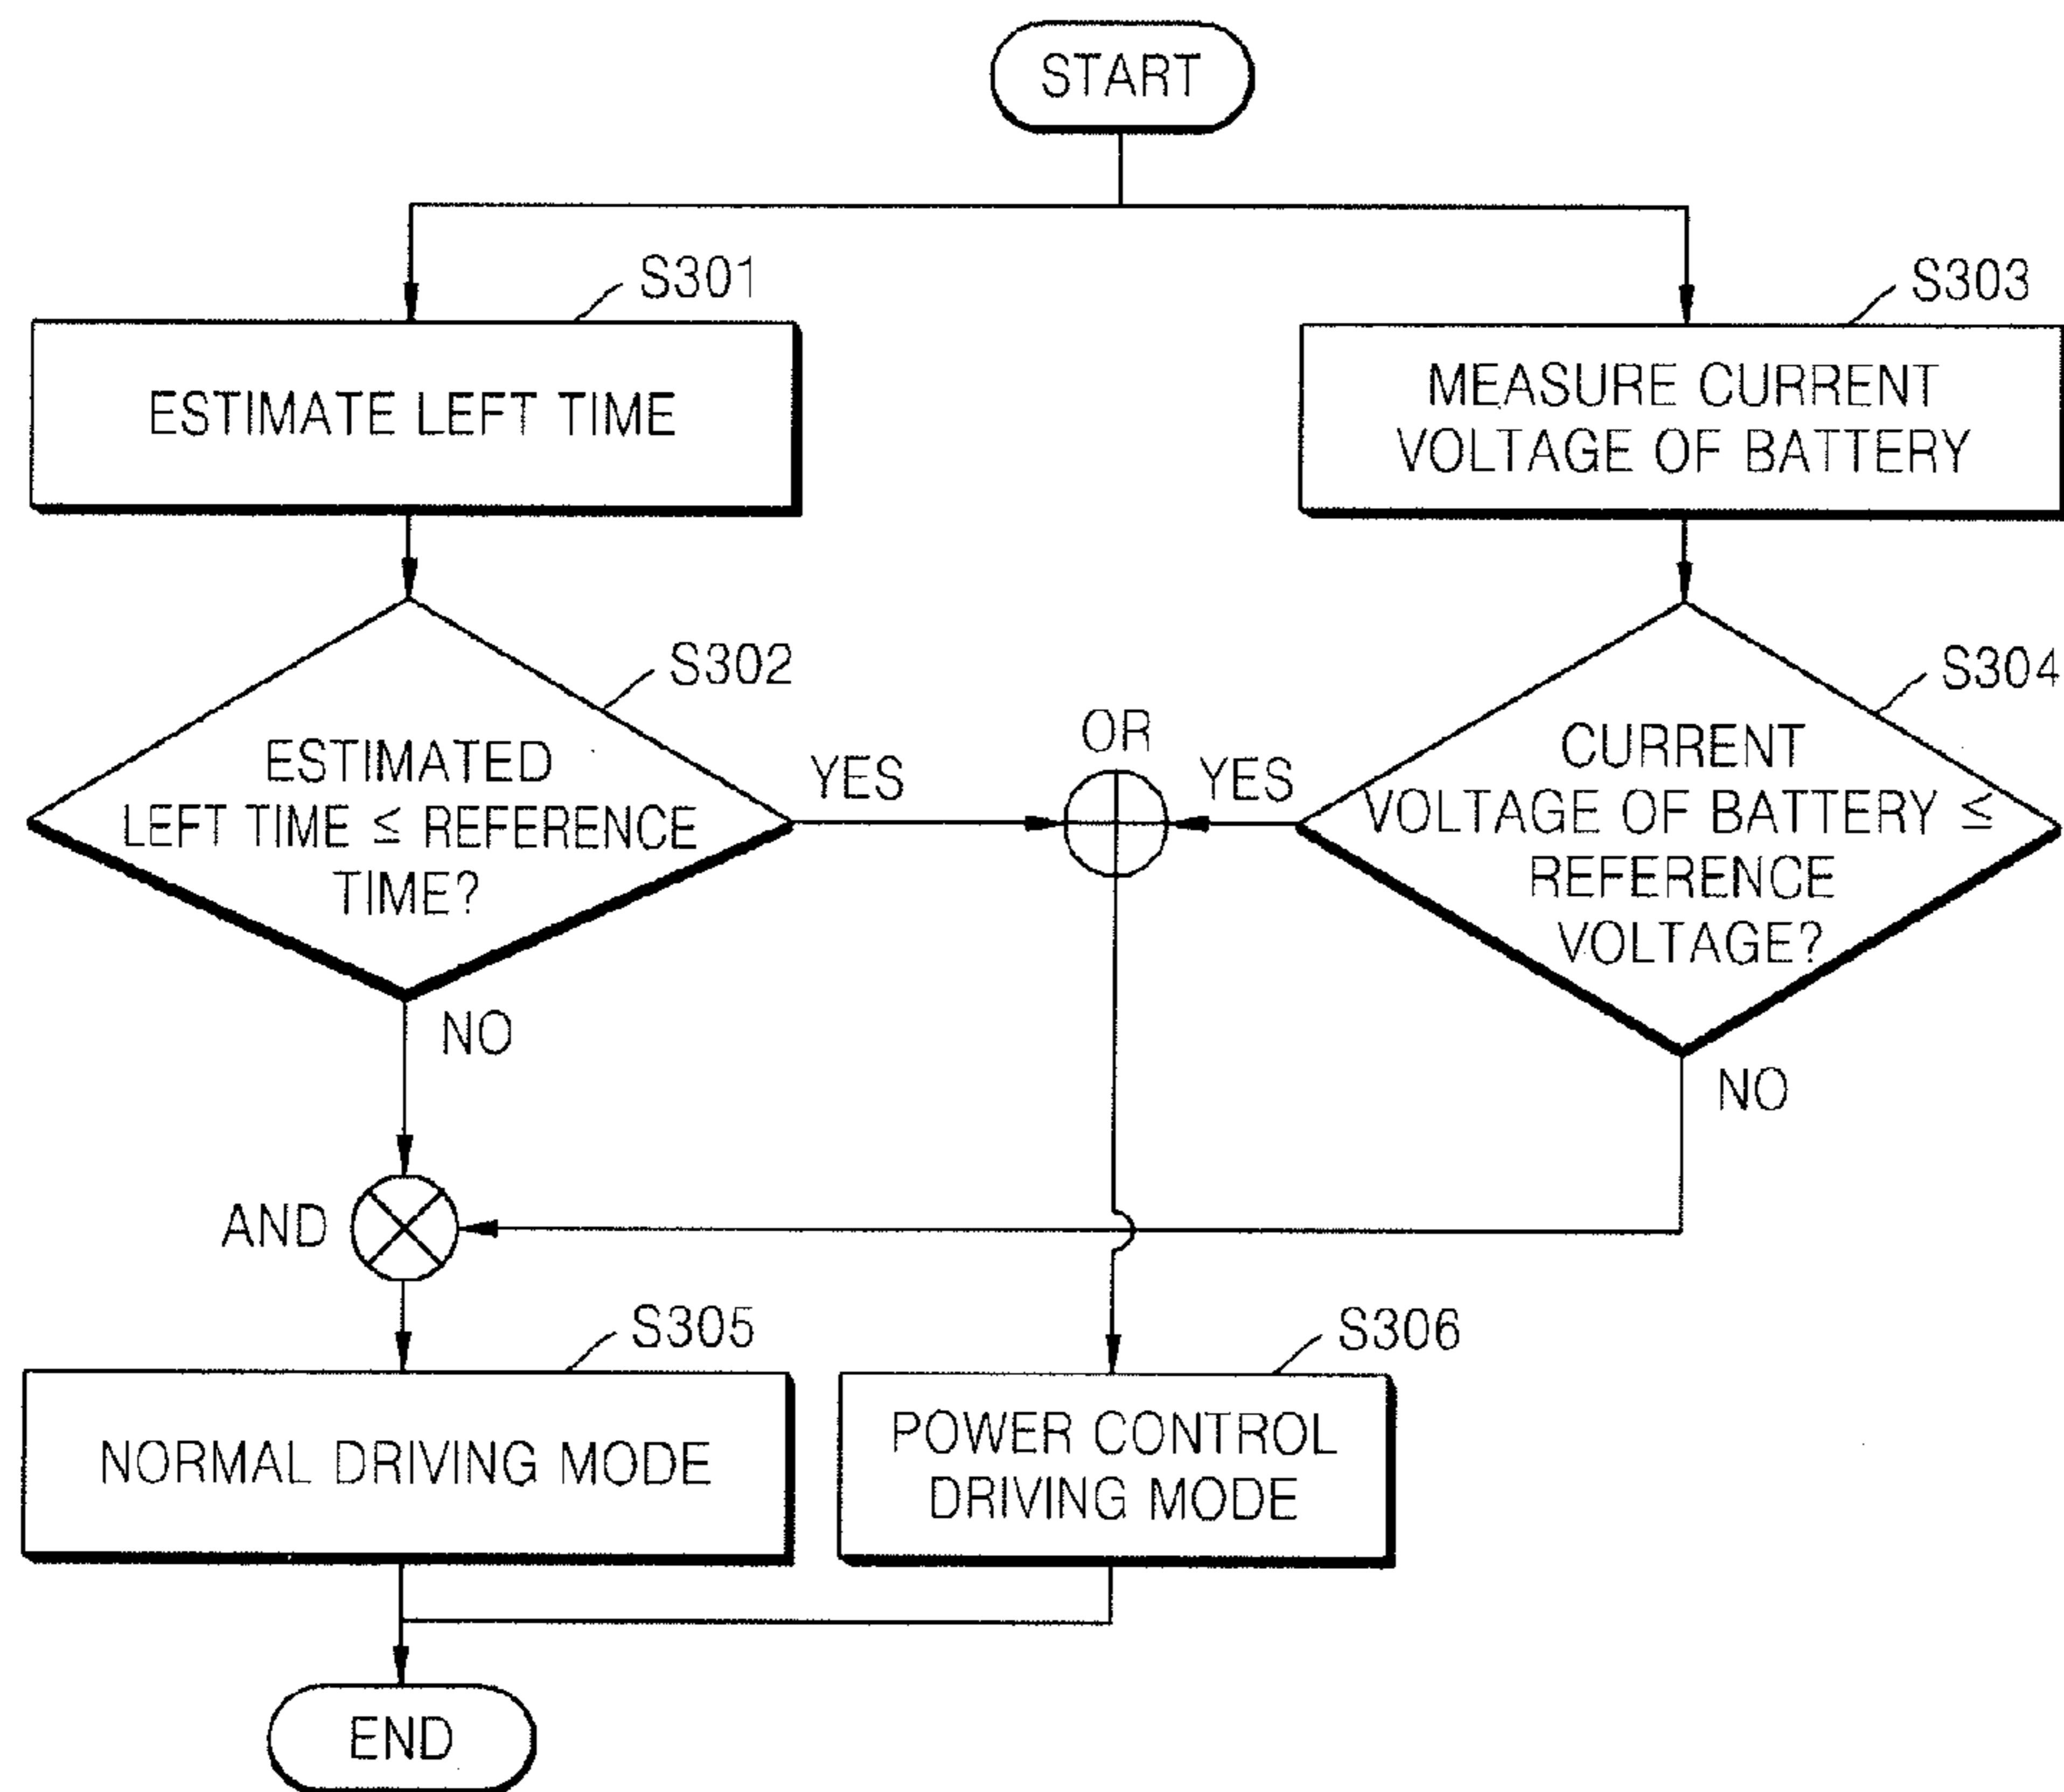 START
S301
S303
ESTIMATE LEFT TIME
MEASURE CURRENT
VOLTAGE OF BATTERY
S302
S304
ESTIMATED
LEFT TIME ≤ REFERENCE
TIME?
YES
OR
YES
CURRENT
VOLTAGE OF BATTERY ≤
REFERENCE
VOLTAGE?
NO
NO
AND
S305
S306
NORMAL DRIVING MODE
POWER CONTROL
DRIVING MODE
END